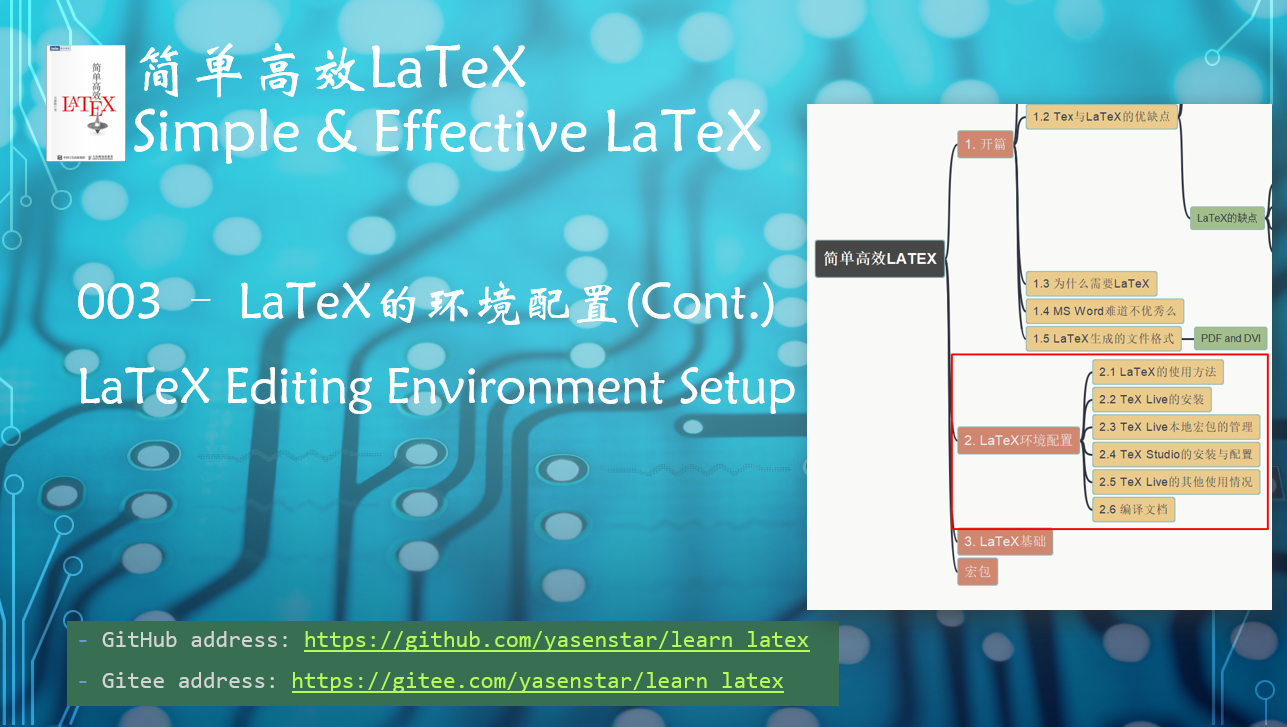 简单高效
LATEX
简单高效LaTeX
Simple & Effective LaTeX
003 – LaTeX的环境配置(Cont.)
LaTeX Editing Environment Setup
- GitHub address: https://github.com/yasenstar/learn_latex
- Gitee address: https://gitee.com/yasenstar/learn_latex
简单高效LATEX
1. 开篇
1.2 Tex与LaTeX的优缺点
LaTeX的缺点
1.3 为什么需要LaTeX
1.4 MS Word难道不优秀么
1.5 LaTeX生成的文件格式
PDF and DVI
2. LaTeX环境配置
2.1 LaTeX的使用方法
2.2 TeX Live的安装
2.3 TeX Live本地宏包的管理
2.4 TeX Studio的安装与配置
2.5 TeX Live的其他使用情况
2.6 编译文档
3. LaTeX基础
宏包